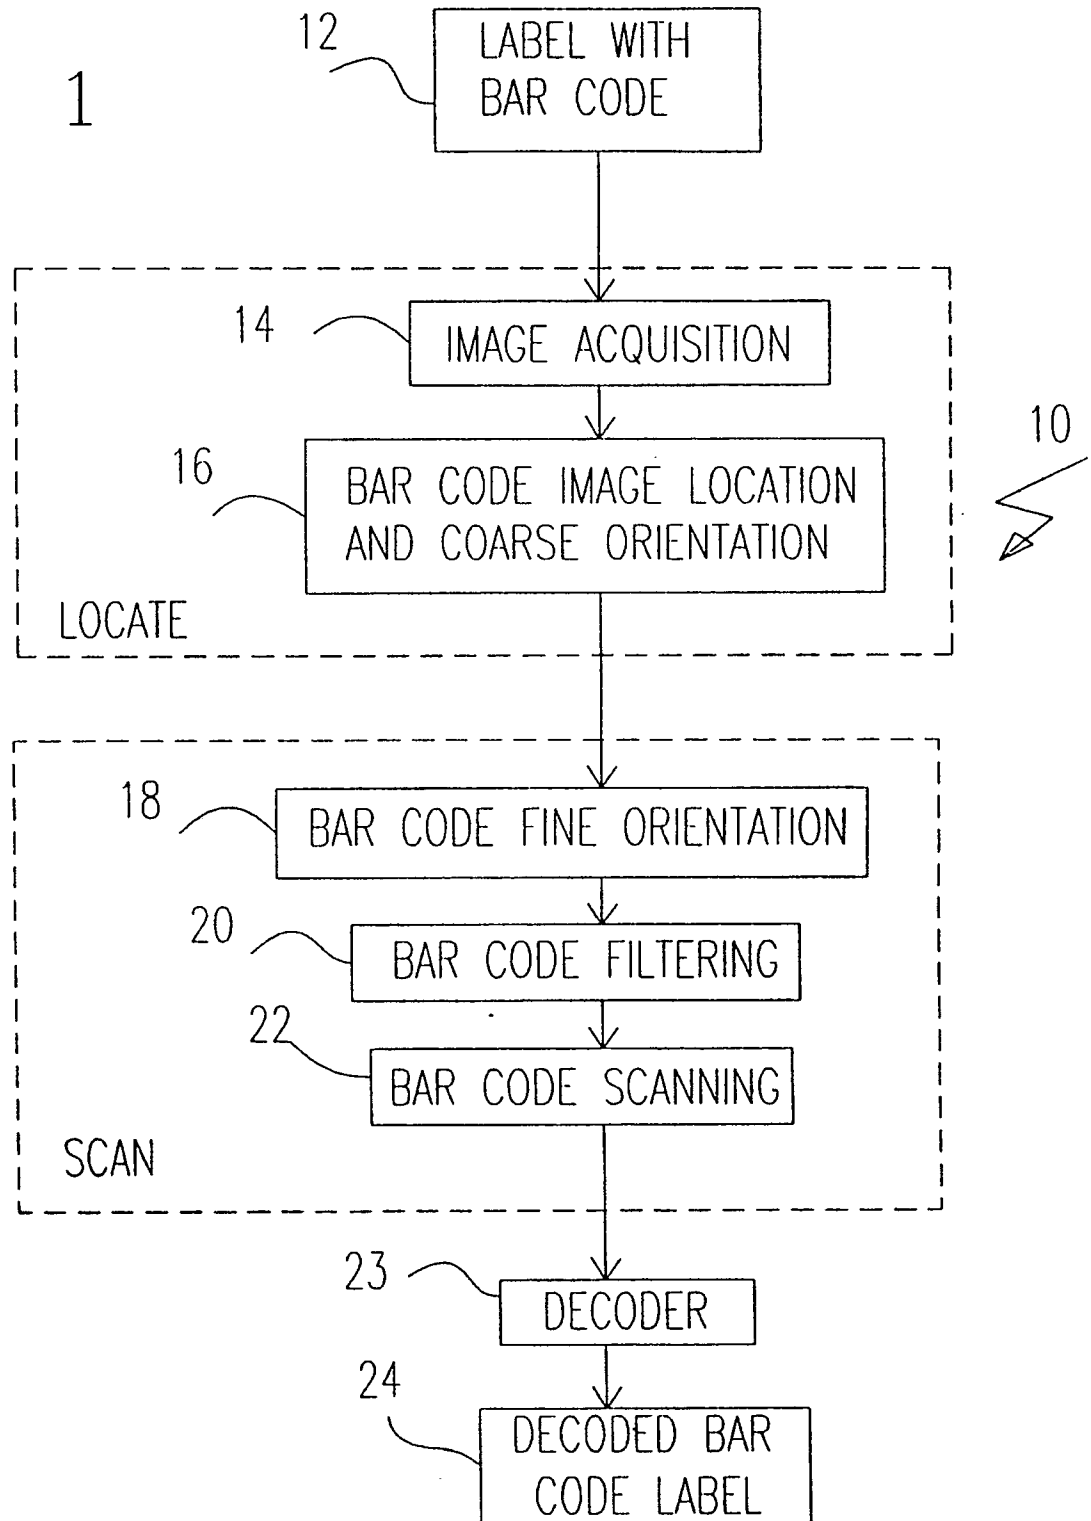 12
LABEL WITH
BAR CODE
1
14
IMAGE ACQUISITION
10
16
BAR CODE IMAGE LOCATION
AND COARSE ORIENTATION
LOCATE
18
BAR CODE FINE ORIENTATION
20
BAR CODE FILTERING
22
BAR CODE SCANNING
SCAN
23
DECODER
24
DECODED BAR
CODE LABEL